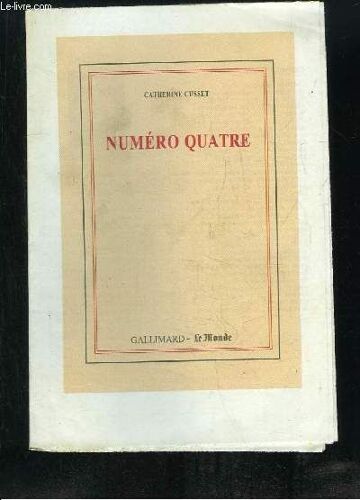 Le-livre.com
CATHERINE CUSSET
NUMÉRO QUATRE
GALLIMARD – Le Monde